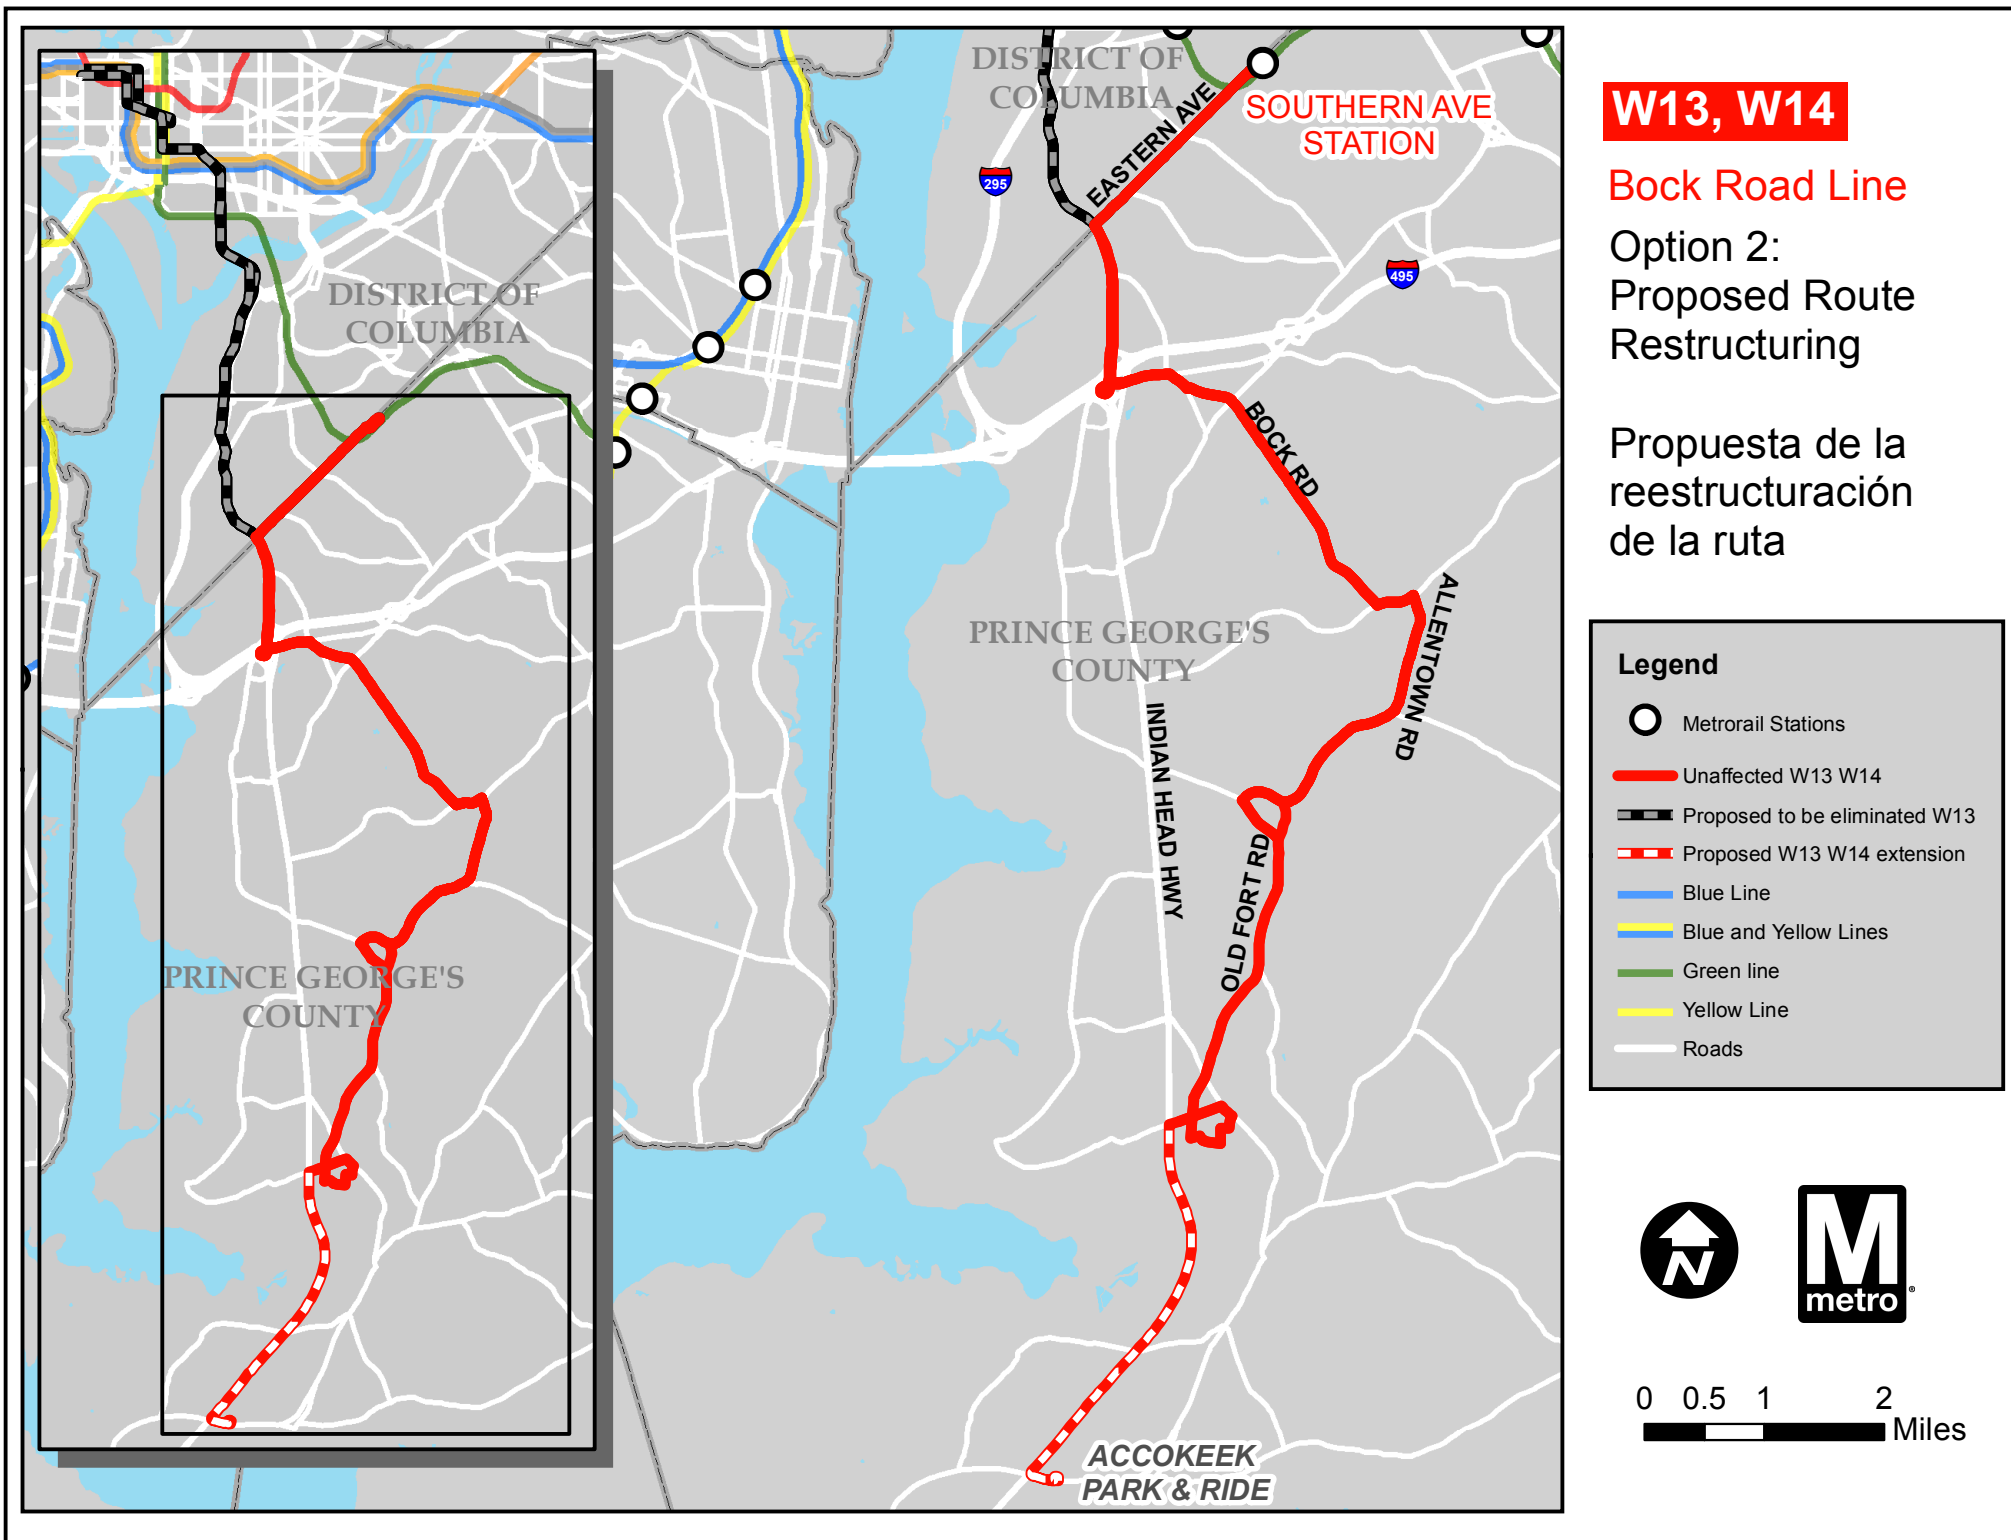 W13, W14
Bock Road Line
Option 2:
Proposed Route
Restructuring
Propuesta de la
reestructuración
de la ruta
Legend
Metrorail Stations
Unaffected W13 W14
Proposed to be eliminated W13
Proposed W13 W14 extension
Blue Line
Blue and Yellow Lines
Green line
Yellow Line
Roads
N
M
metro
®
0 0.5 1 2
Miles
DISTRICT OF
COLUMBIA
PRINCE GEORGE'S
COUNTY
DISTRICT OF
COLUMBIA
EASTERN AVE
SOUTHERN AVE
STATION
295
495
BOCK RD
ALLENTOWN RD
PRINCE GEORGE'S
COUNTY
INDIAN HEAD HWY
OLD FORT RD
ACCOKEEK
PARK & RIDE